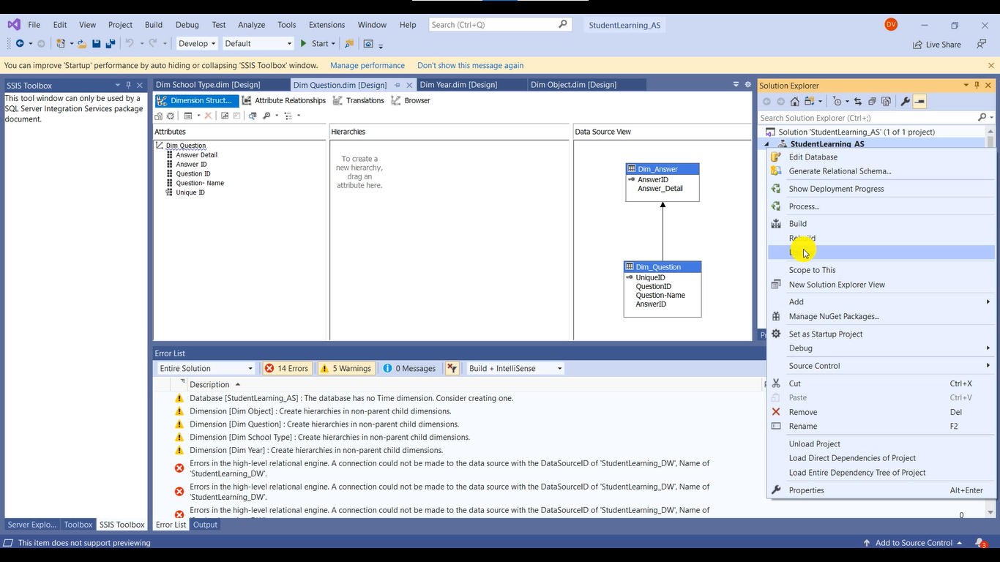 File Edit View Project Build Debug Test Analyze Tools Extensions Window Help Search (Ctrl+Q) StudentLearning_AS DV
Develop Default Start Live Share
You can improve 'Startup' performance by auto hiding or collapsing 'SSIS Toolbox' window. Manage performance Don't show this message again
SSIS Toolbox
This tool window can only be used by a
SQL Server Integration Services package
document.
Server Explo... Toolbox SSIS Toolbox
Dim School Type.dim [Design] Dim Question.dim [Design] Dim Year.dim [Design] Dim Object.dim [Design]
Dimension Struct... Attribute Relationships Translations Browser
Attributes
Dim Question
Answer Detail
Answer ID
Question ID
Question- Name
Unique ID
Hierarchies
To create a
new hierarchy,
drag an
attribute here.
Data Source View
Dim_Answer
AnswerID
Answer_Detail
Dim_Question
UniqueID
QuestionID
Question-Name
AnswerID
Error List
Entire Solution 14 Errors 5 Warnings 0 Messages Build + IntelliSense
Description
Database [StudentLearning_AS] : The database has no Time dimension. Consider creating one.
Dimension [Dim Object] : Create hierarchies in non-parent child dimensions.
Dimension [Dim Question] : Create hierarchies in non-parent child dimensions.
Dimension [Dim School Type] : Create hierarchies in non-parent child dimensions.
Dimension [Dim Year] : Create hierarchies in non-parent child dimensions.
Errors in the high-level relational engine. A connection could not be made to the data source with the DataSourceID of 'StudentLearning_DW', Name of
'StudentLearning_DW'.
Errors in the high-level relational engine. A connection could not be made to the data source with the DataSourceID of 'StudentLearning_DW', Name of
'StudentLearning_DW'.
Errors in the high-level relational engine. A connection could not be made to the data source with the DataSourceID of 'StudentLearning_DW', Name of
0
Error List Output
Solution Explorer
Search Solution Explorer (Ctrl+;)
Solution 'StudentLearning_AS' (1 of 1 project)
StudentLearning_AS
Edit Database
Generate Relational Schema...
Show Deployment Progress
Process...
Build
Rebuild
Scope to This
New Solution Explorer View
Add
Manage NuGet Packages...
Set as Startup Project
Debug
Source Control
Cut Ctrl+X
Paste Ctrl+V
Remove Del
Rename F2
Unload Project
Load Direct Dependencies of Project
Load Entire Dependency Tree of Project
Properties Alt+Enter
This item does not support previewing Add to Source Control 3